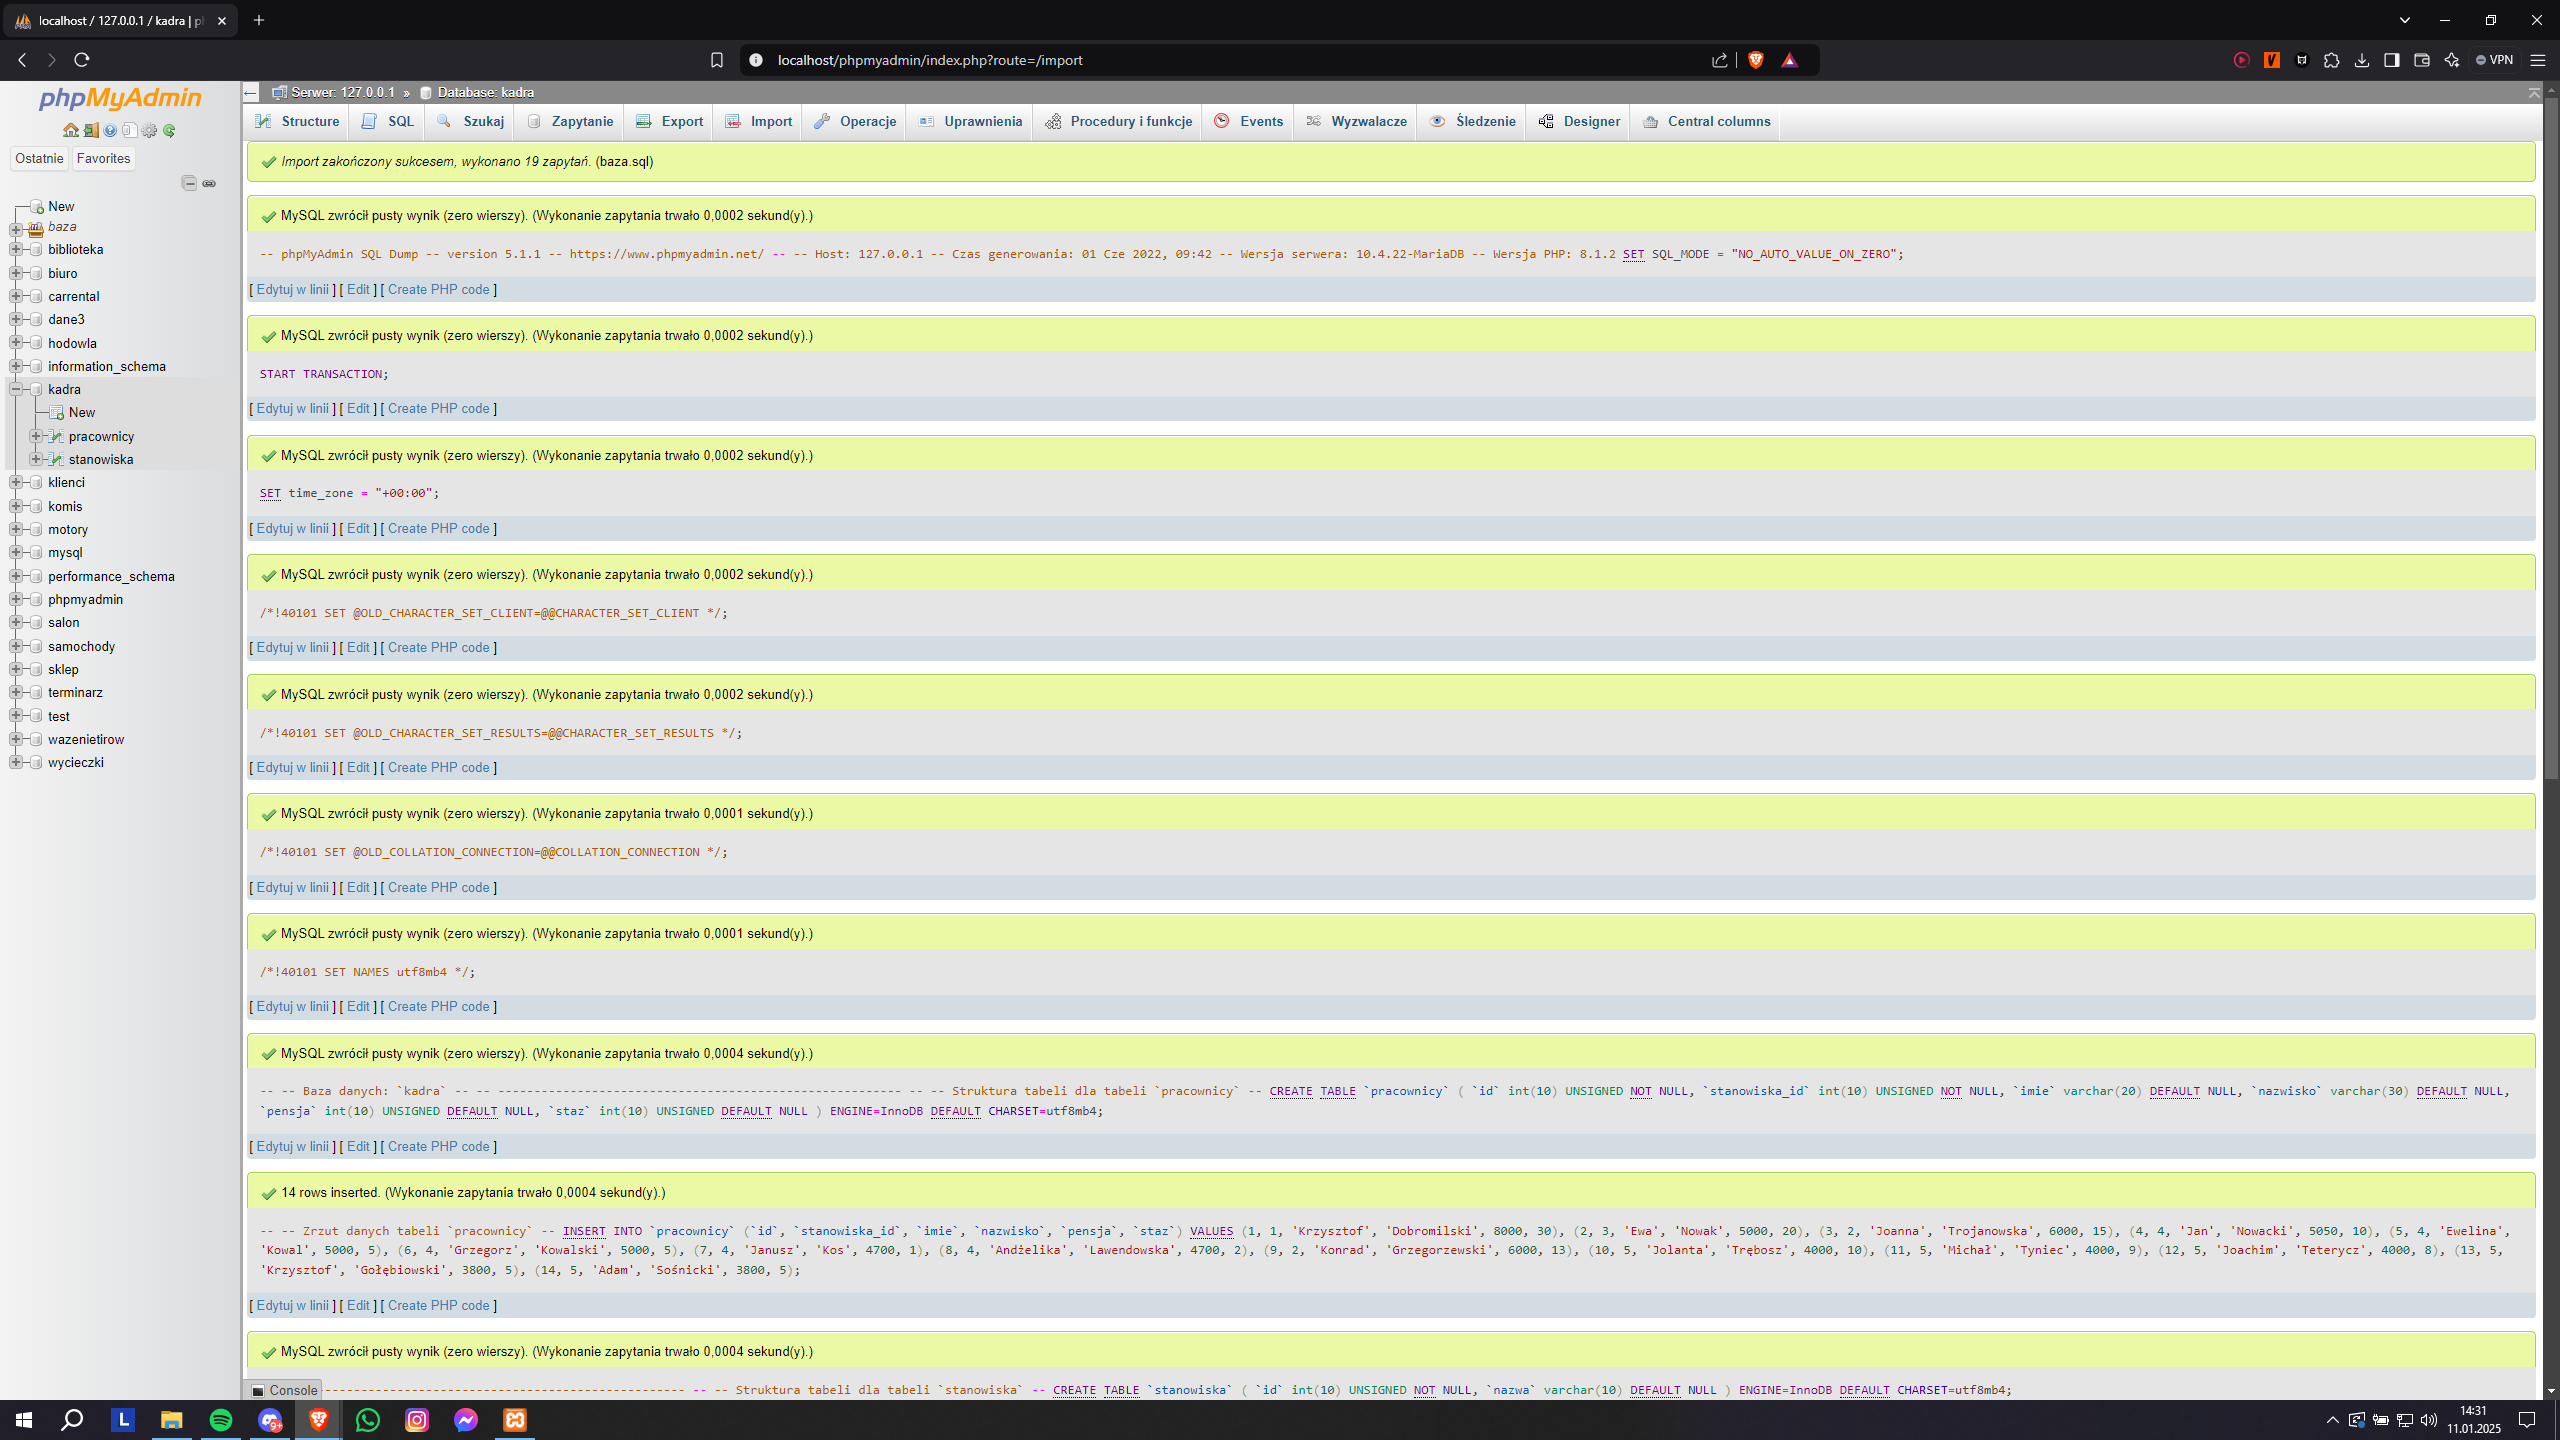 localhost / 127.0.0.1 / kadra | p
localhost/phpmyadmin/index.php?route=/import
VPN
phpMyAdmin
Ostatnie Favorites
New
baza
biblioteka
biuro
carrental
dane3
hodowla
information_schema
kadra
New
pracownicy
stanowiska
klienci
komis
motory
mysql
performance_schema
phpmyadmin
salon
samochody
sklep
terminarz
test
wazenietirow
wycieczki
Serwer: 127.0.0.1 » Database: kadra
Structure SQL Szukaj Zapytanie Export Import Operacje Uprawnienia Procedury i funkcje Events Wyzwalacze Śledzenie Designer Central columns
Import zakończony sukcesem, wykonano 19 zapytań. (baza.sql)
MySQL zwrócił pusty wynik (zero wierszy). (Wykonanie zapytania trwało 0,0002 sekund(y).)
-- phpMyAdmin SQL Dump -- version 5.1.1 -- https://www.phpmyadmin.net/ -- -- Host: 127.0.0.1 -- Czas generowania: 01 Cze 2022, 09:42 -- Wersja serwera: 10.4.22-MariaDB -- Wersja PHP: 8.1.2 SET SQL_MODE = "NO_AUTO_VALUE_ON_ZERO";
[ Edytuj w linii ] [ Edit ] [ Create PHP code ]
MySQL zwrócił pusty wynik (zero wierszy). (Wykonanie zapytania trwało 0,0002 sekund(y).)
START TRANSACTION;
[ Edytuj w linii ] [ Edit ] [ Create PHP code ]
MySQL zwrócił pusty wynik (zero wierszy). (Wykonanie zapytania trwało 0,0002 sekund(y).)
SET time_zone = "+00:00";
[ Edytuj w linii ] [ Edit ] [ Create PHP code ]
MySQL zwrócił pusty wynik (zero wierszy). (Wykonanie zapytania trwało 0,0002 sekund(y).)
/*!40101 SET @OLD_CHARACTER_SET_CLIENT=@@CHARACTER_SET_CLIENT */;
[ Edytuj w linii ] [ Edit ] [ Create PHP code ]
MySQL zwrócił pusty wynik (zero wierszy). (Wykonanie zapytania trwało 0,0002 sekund(y).)
/*!40101 SET @OLD_CHARACTER_SET_RESULTS=@@CHARACTER_SET_RESULTS */;
[ Edytuj w linii ] [ Edit ] [ Create PHP code ]
MySQL zwrócił pusty wynik (zero wierszy). (Wykonanie zapytania trwało 0,0001 sekund(y).)
/*!40101 SET @OLD_COLLATION_CONNECTION=@@COLLATION_CONNECTION */;
[ Edytuj w linii ] [ Edit ] [ Create PHP code ]
MySQL zwrócił pusty wynik (zero wierszy). (Wykonanie zapytania trwało 0,0001 sekund(y).)
/*!40101 SET NAMES utf8mb4 */;
[ Edytuj w linii ] [ Edit ] [ Create PHP code ]
MySQL zwrócił pusty wynik (zero wierszy). (Wykonanie zapytania trwało 0,0004 sekund(y).)
-- -- Baza danych: `kadra` -- -- -------------------------------------------------------- -- -- Struktura tabeli dla tabeli `pracownicy` -- CREATE TABLE `pracownicy` ( `id` int(10) UNSIGNED NOT NULL, `stanowiska_id` int(10) UNSIGNED NOT NULL, `imie` varchar(20) DEFAULT NULL, `nazwisko` varchar(30) DEFAULT NULL,
`pensja` int(10) UNSIGNED DEFAULT NULL, `staz` int(10) UNSIGNED DEFAULT NULL ) ENGINE=InnoDB DEFAULT CHARSET=utf8mb4;
[ Edytuj w linii ] [ Edit ] [ Create PHP code ]
14 rows inserted. (Wykonanie zapytania trwało 0,0004 sekund(y).)
-- -- Zrzut danych tabeli `pracownicy` -- INSERT INTO `pracownicy` (`id`, `stanowiska_id`, `imie`, `nazwisko`, `pensja`, `staz`) VALUES (1, 1, 'Krzysztof', 'Dobromilski', 8000, 30), (2, 3, 'Ewa', 'Nowak', 5000, 20), (3, 2, 'Joanna', 'Trojanowska', 6000, 15), (4, 4, 'Jan', 'Nowacki', 5050, 10), (5, 4, 'Ewelina',
'Kowal', 5000, 5), (6, 4, 'Grzegorz', 'Kowalski', 5000, 5), (7, 4, 'Janusz', 'Kos', 4700, 1), (8, 4, 'Andżelika', 'Lawendowska', 4700, 2), (9, 2, 'Konrad', 'Grzegorzewski', 6000, 13), (10, 5, 'Jolanta', 'Trębosz', 4000, 10), (11, 5, 'Michał', 'Tyniec', 4000, 9), (12, 5, 'Joachim', 'Teterycz', 4000, 8), (13, 5,
'Krzysztof', 'Gołębiowski', 3800, 5), (14, 5, 'Adam', 'Sośnicki', 3800, 5);
[ Edytuj w linii ] [ Edit ] [ Create PHP code ]
MySQL zwrócił pusty wynik (zero wierszy). (Wykonanie zapytania trwało 0,0004 sekund(y).)
Console -------------------------------------------------- -- -- Struktura tabeli dla tabeli `stanowiska` -- CREATE TABLE `stanowiska` ( `id` int(10) UNSIGNED NOT NULL, `nazwa` varchar(10) DEFAULT NULL ) ENGINE=InnoDB DEFAULT CHARSET=utf8mb4;
L
9+
14:31
11.01.2025